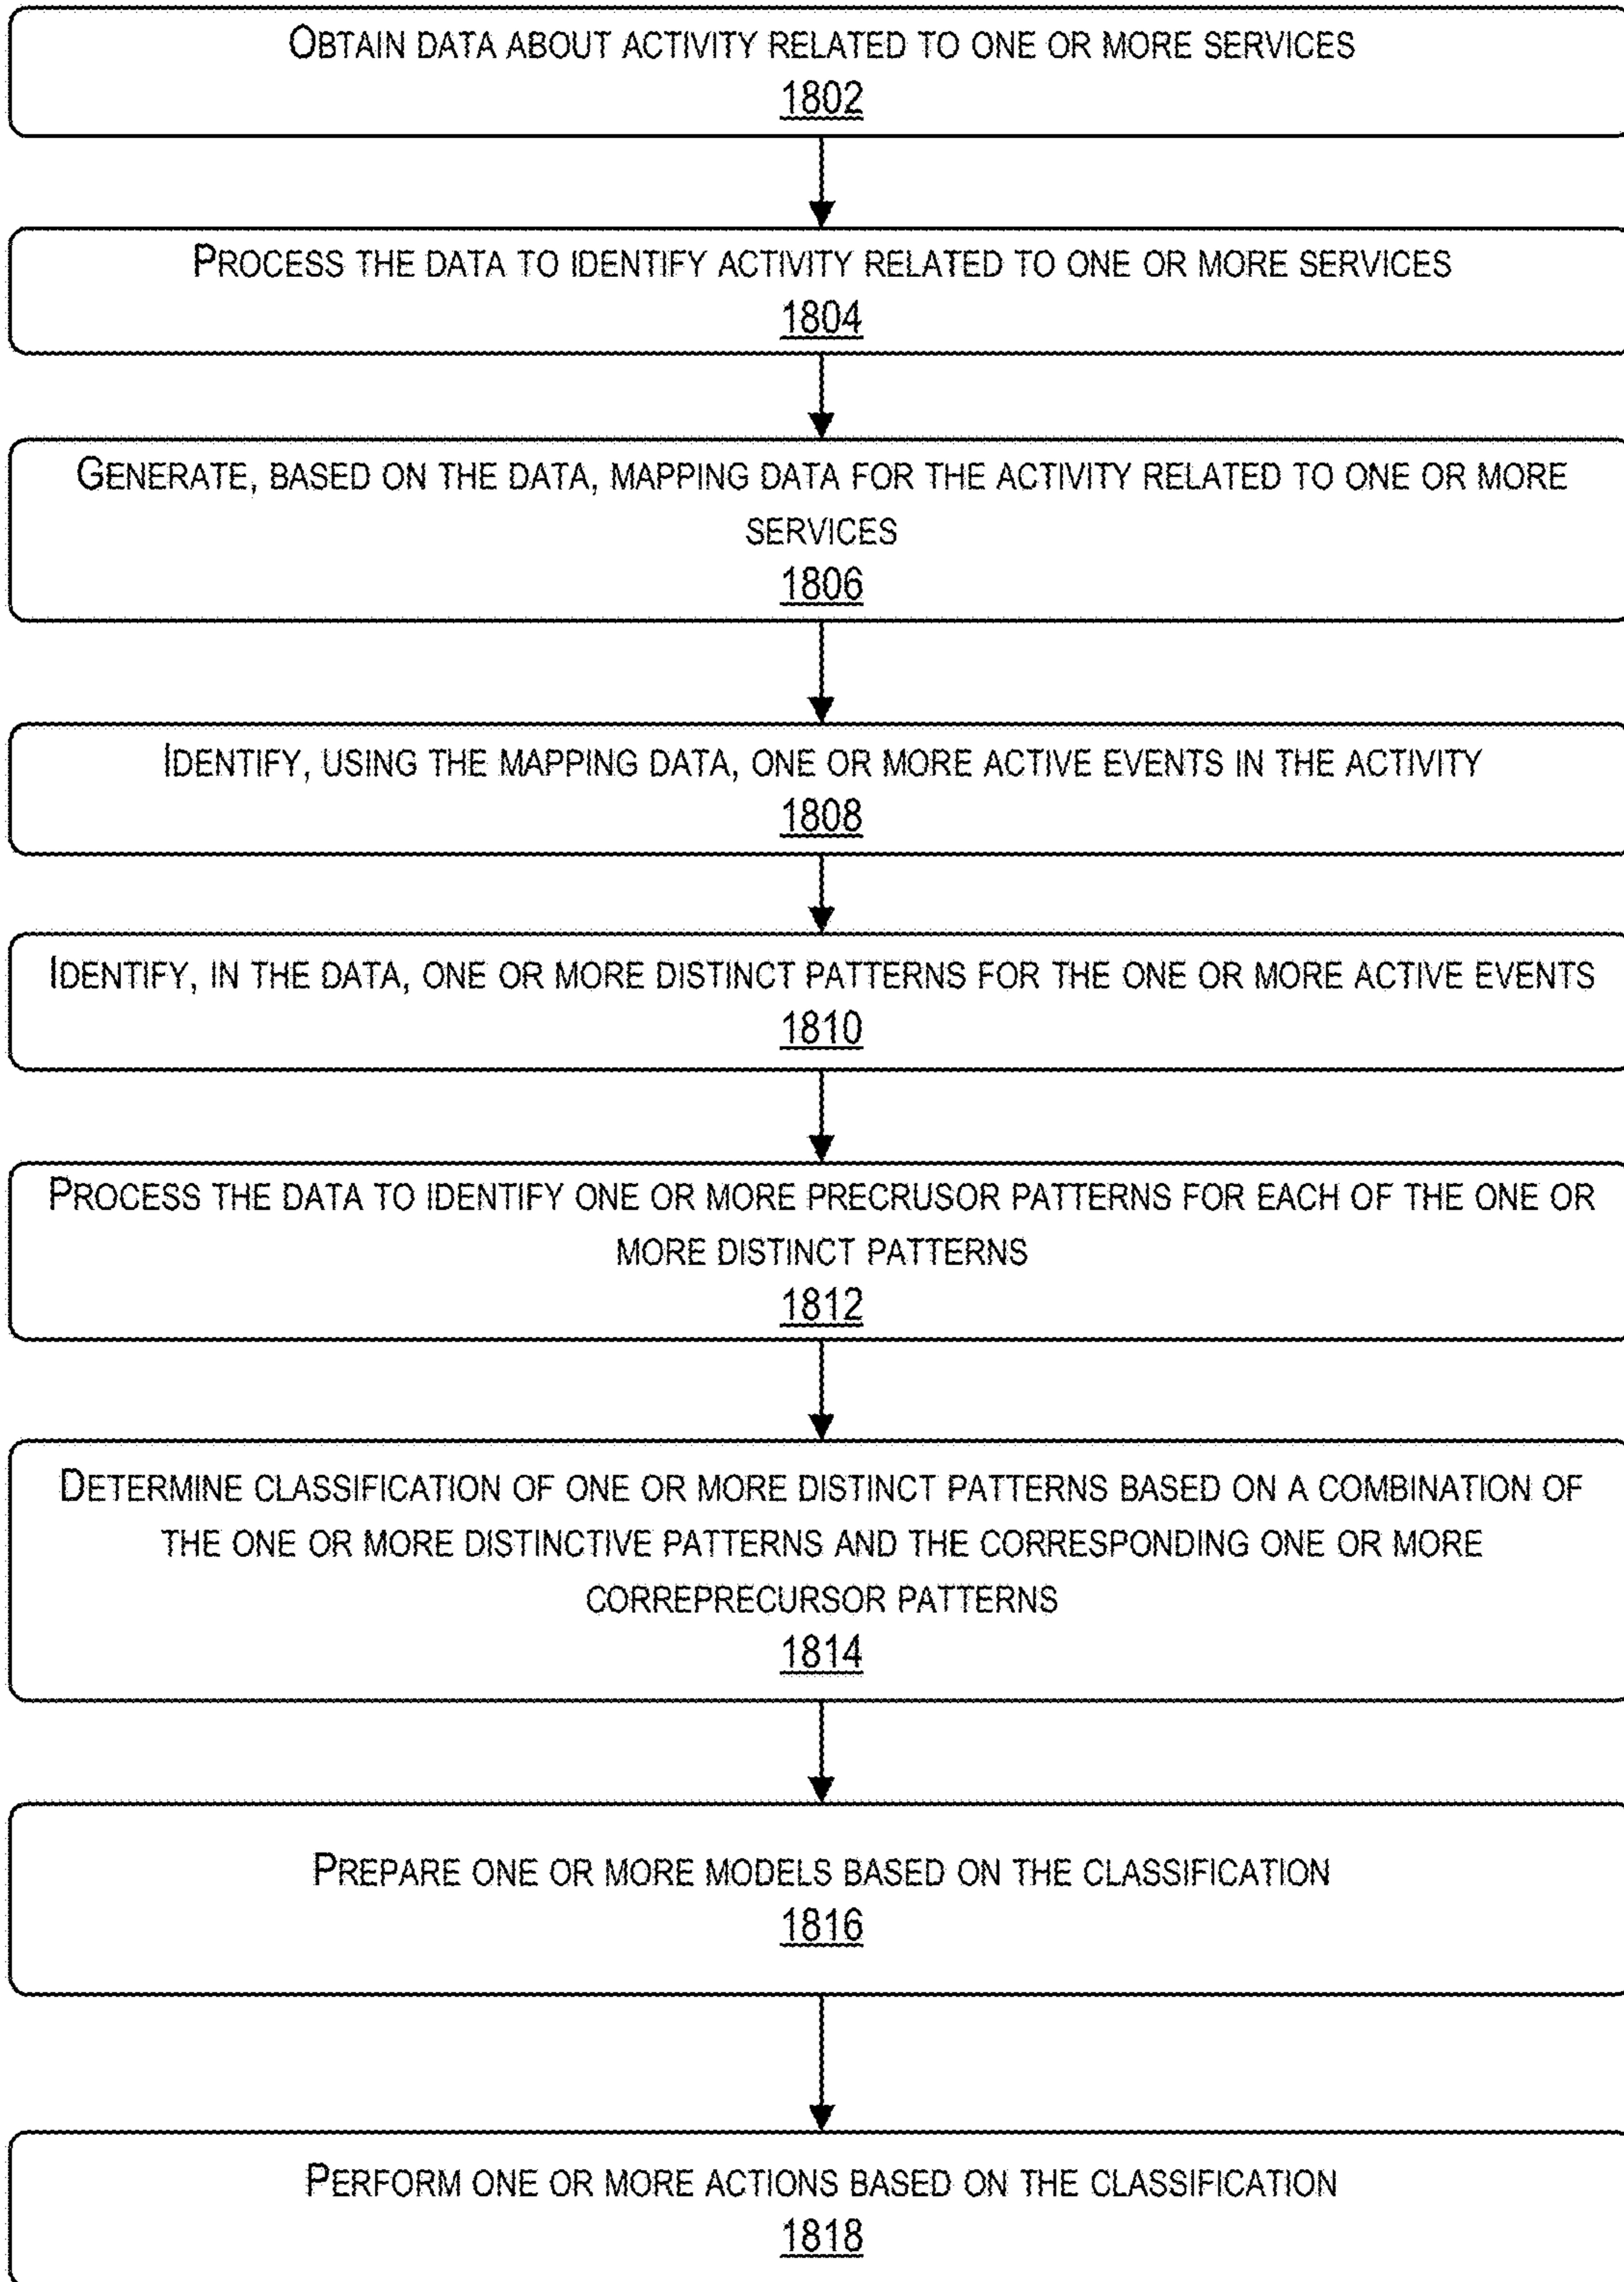 OBTAIN DATA ABOUT ACTIVITY RELATED TO ONE OR MORE SERVICES
1802
PROCESS THE DATA TO IDENTIFY ACTIVITY RELATED TO ONE OR MORE SERVICES
1804
GENERATE, BASED ON THE DATA, MAPPING DATA FOR THE ACTIVITY RELATED TO ONE OR MORE
SERVICES
1806
IDENTIFY, USING THE MAPPING DATA, ONE OR MORE ACTIVE EVENTS IN THE ACTIVITY
1808
IDENTIFY, IN THE DATA, ONE OR MORE DISTINCT PATTERNS FOR THE ONE OR MORE ACTIVE EVENTS
1810
PROCESS THE DATA TO IDENTIFY ONE OR MORE PRECRUSOR PATTERNS FOR EACH OF THE ONE OR
MORE DISTINCT PATTERNS
1812
DETERMINE CLASSIFICATION OF ONE OR MORE DISTINCT PATTERNS BASED ON A COMBINATION OF
THE ONE OR MORE DISTINCTIVE PATTERNS AND THE CORRESPONDING ONE OR MORE
CORREPRECURSOR PATTERNS
1814
PREPARE ONE OR MORE MODELS BASED ON THE CLASSIFICATION
1816
PERFORM ONE OR MORE ACTIONS BASED ON THE CLASSIFICATION
1818